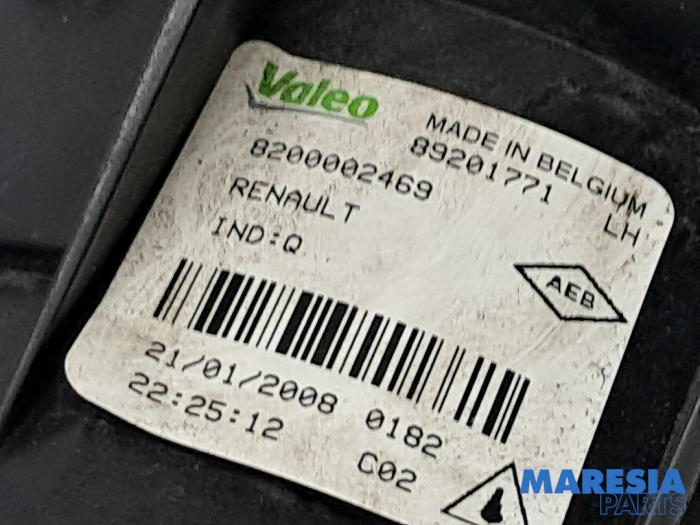 Valeo
MADE IN BELGIUM
8200002469 89201771 LH
RENAULT
IND:Q
AEB
21/01/2008 0182
22:25:12 C02
MARESIA
PARTS